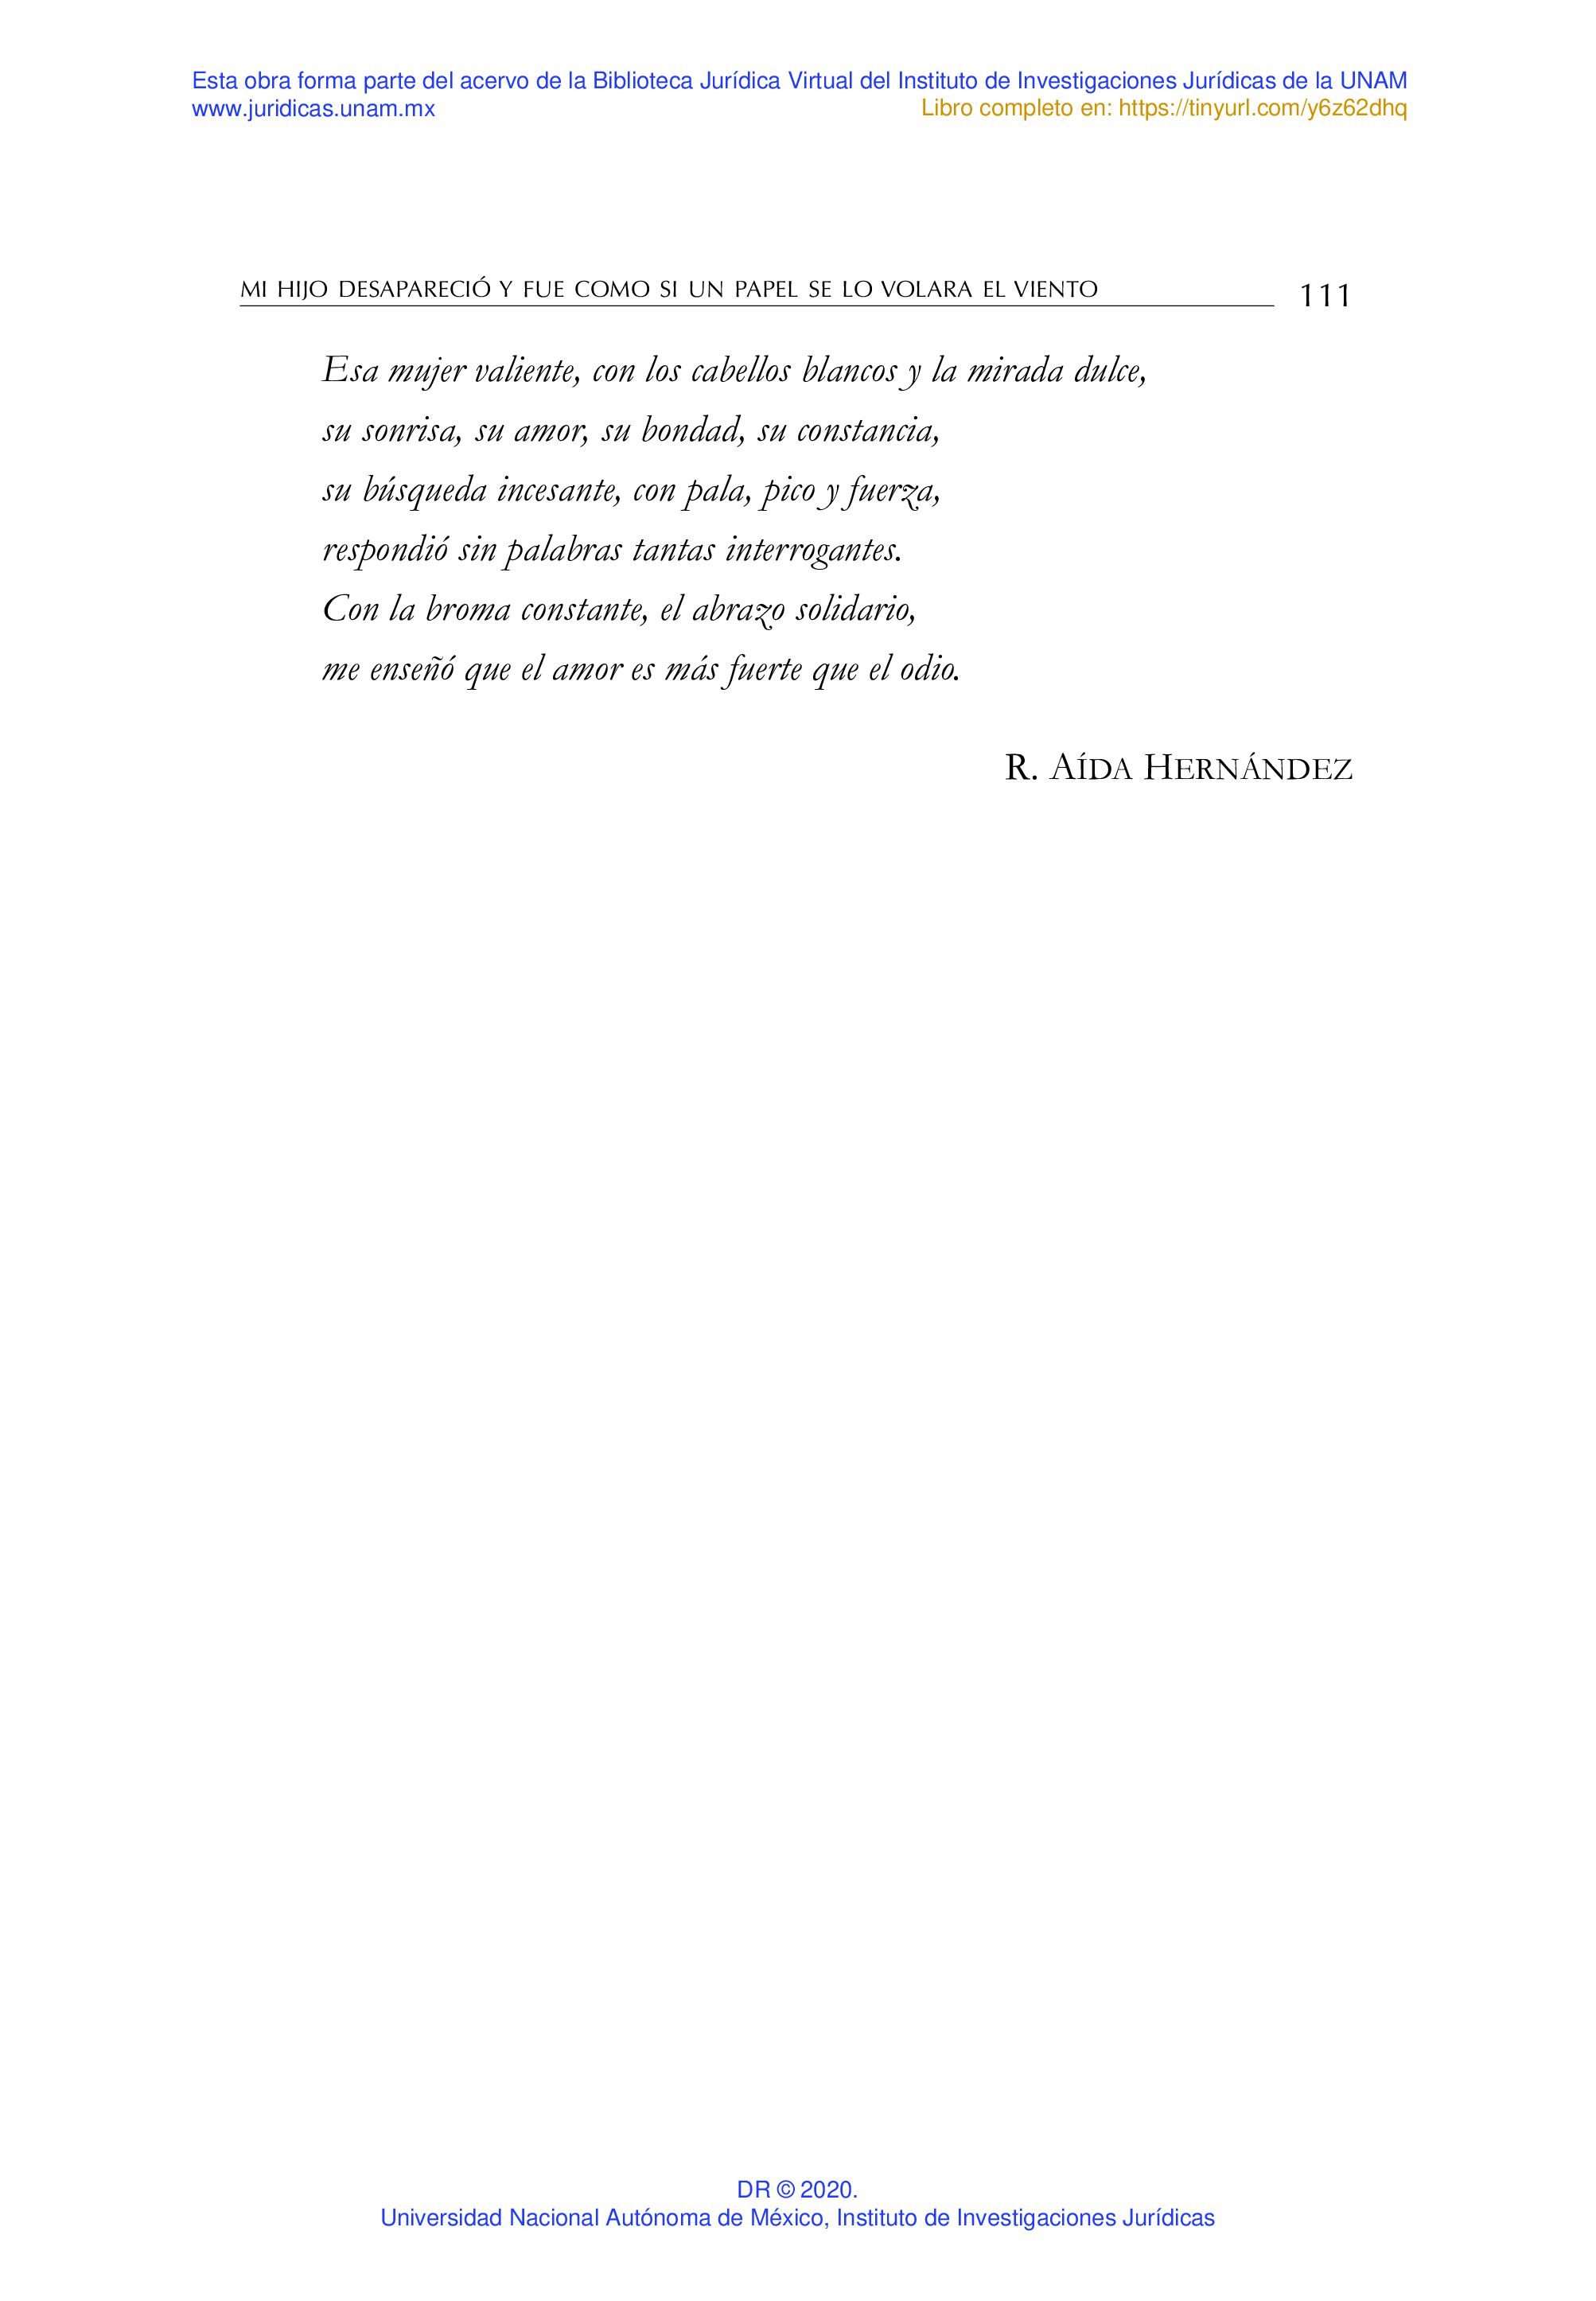 Esta obra forma parte del acervo de la Biblioteca Jurídica Virtual del Instituto de Investigaciones Jurídicas de la UNAM
www.juridicas.unam.mx
Libro completo en: https://tinyurl.com/y6z62dhq
MI HIJO DESAPARECIÓ Y FUE COMO SI UN PAPEL SE LO VOLARA EL VIENTO 111
Esa mujer valiente, con los cabellos blancos y la mirada dulce,
su sonrisa, su amor, su bondad, su constancia,
su búsqueda incesante, con pala, pico y fuerza,
respondió sin palabras tantas interrogantes.
Con la broma constante, el abrazo solidario,
me enseñó que el amor es más fuerte que el odio.
R. AÍDA HERNÁNDEZ
DR © 2020.
Universidad Nacional Autónoma de México, Instituto de Investigaciones Jurídicas